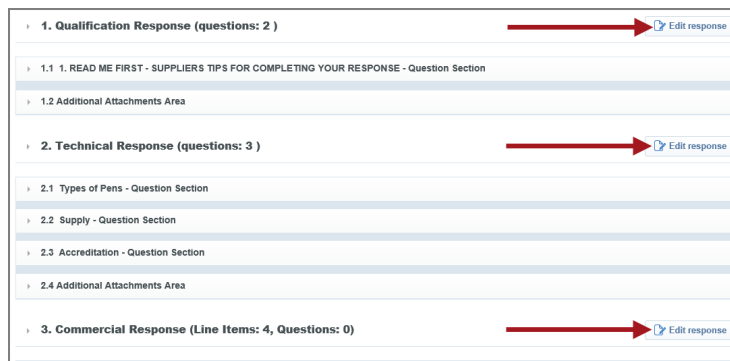 1. Qualification Response (questions: 2 ) Edit response
1.1 1. READ ME FIRST - SUPPLIERS TIPS FOR COMPLETING YOUR RESPONSE - Question Section
1.2 Additional Attachments Area
2. Technical Response (questions: 3 ) Edit response
2.1 Types of Pens - Question Section
2.2 Supply - Question Section
2.3 Accreditation - Question Section
2.4 Additional Attachments Area
3. Commercial Response (Line Items: 4, Questions: 0) Edit response